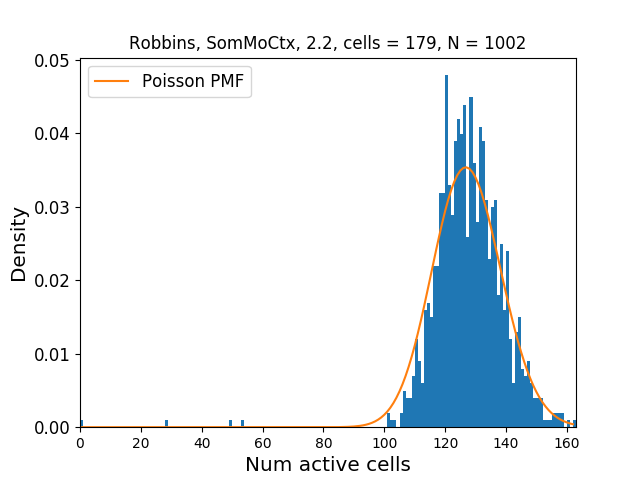 Robbins, SomMoCtx, 2.2, cells = 179, N = 1002
Poisson PMF
0.05
0.04
0.03
0.02
0.01
0.00
Density
0 20 40 60 80 100 120 140 160
Num active cells